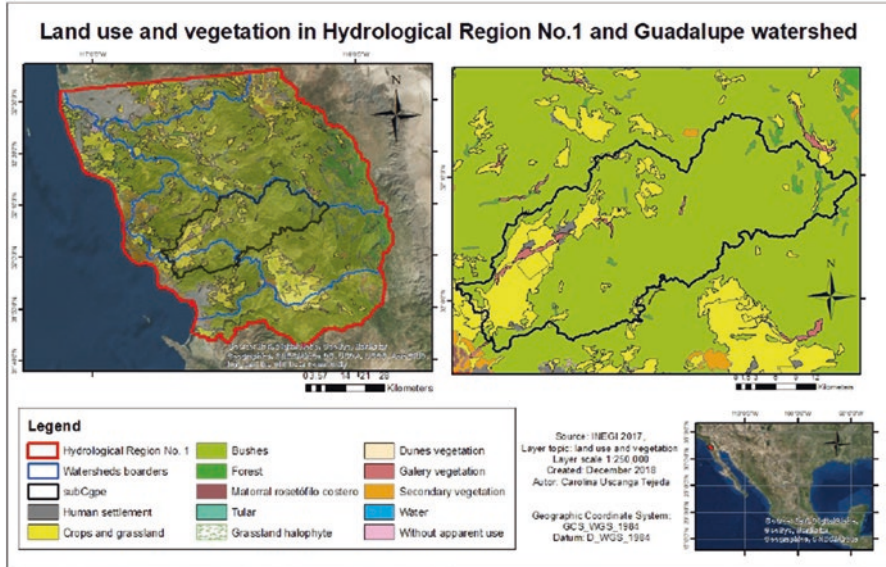 Land use and vegetation in Hydrological Region No.1 and Guadalupe watershed
N
N
Kilometers
Kilometers
Legend
Hydrological Region No. 1
Watersheds boarders
subCgpe
Human settlement
Crops and grassland
Bushes
Forest
Matorral rosetófilo costero
Tular
Grassland halophyte
Dunes vegetation
Galery vegetation
Secondary vegetation
Water
Without apparent use
Source: INEGI 2017,
Layer topic: land use and vegetation
Layer scale 1:250,000
Created: December 2018
Autor: Carolina Uscanga Tejeda
Geographic Coordinate System:
GCS_WGS_1984
Datum: D_WGS_1984